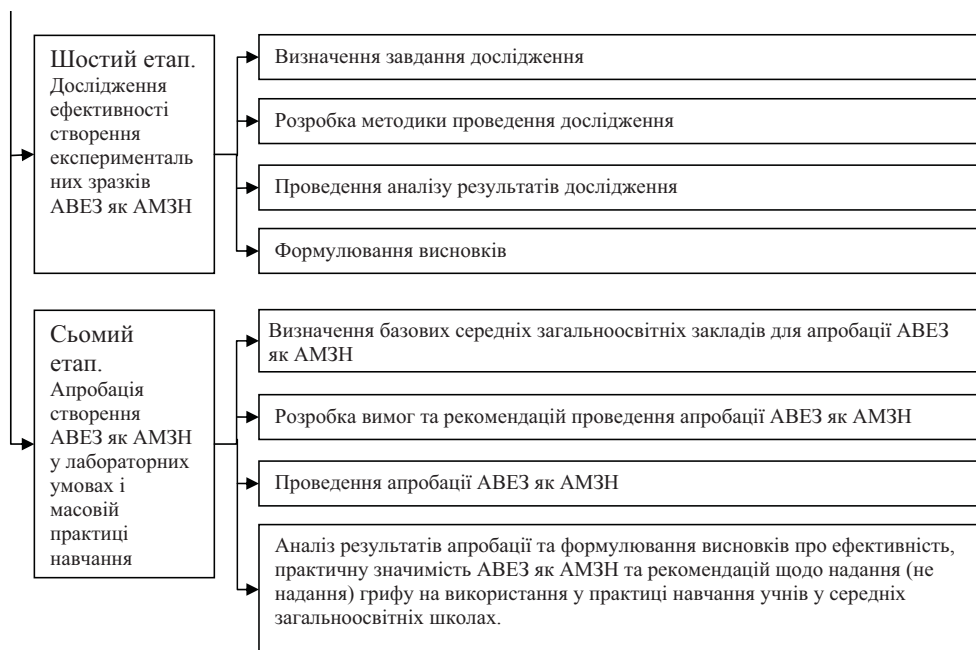 Шостий етап.
Дослідження
ефективності
створення
експерименталь
них зразків
АВЕЗ як АМЗН
Визначення завдання дослідження
Розробка методики проведення дослідження
Проведення аналізу результатів дослідження
Формулювання висновків
Сьомий
етап.
Апробація
створення
АВЕЗ як АМЗН
у лабораторних
умовах і
масовій
практиці
навчання
Визначення базових середніх загальноосвітніх закладів для апробації АВЕЗ
як АМЗН
Розробка вимог та рекомендацій проведення апробації АВЕЗ як АМЗН
Проведення апробації АВЕЗ як АМЗН
Аналіз результатів апробації та формулювання висновків про ефективність,
практичну значимість АВЕЗ як АМЗН та рекомендацій щодо надання (не
надання) грифу на використання у практиці навчання учнів у середніх
загальноосвітніх школах.